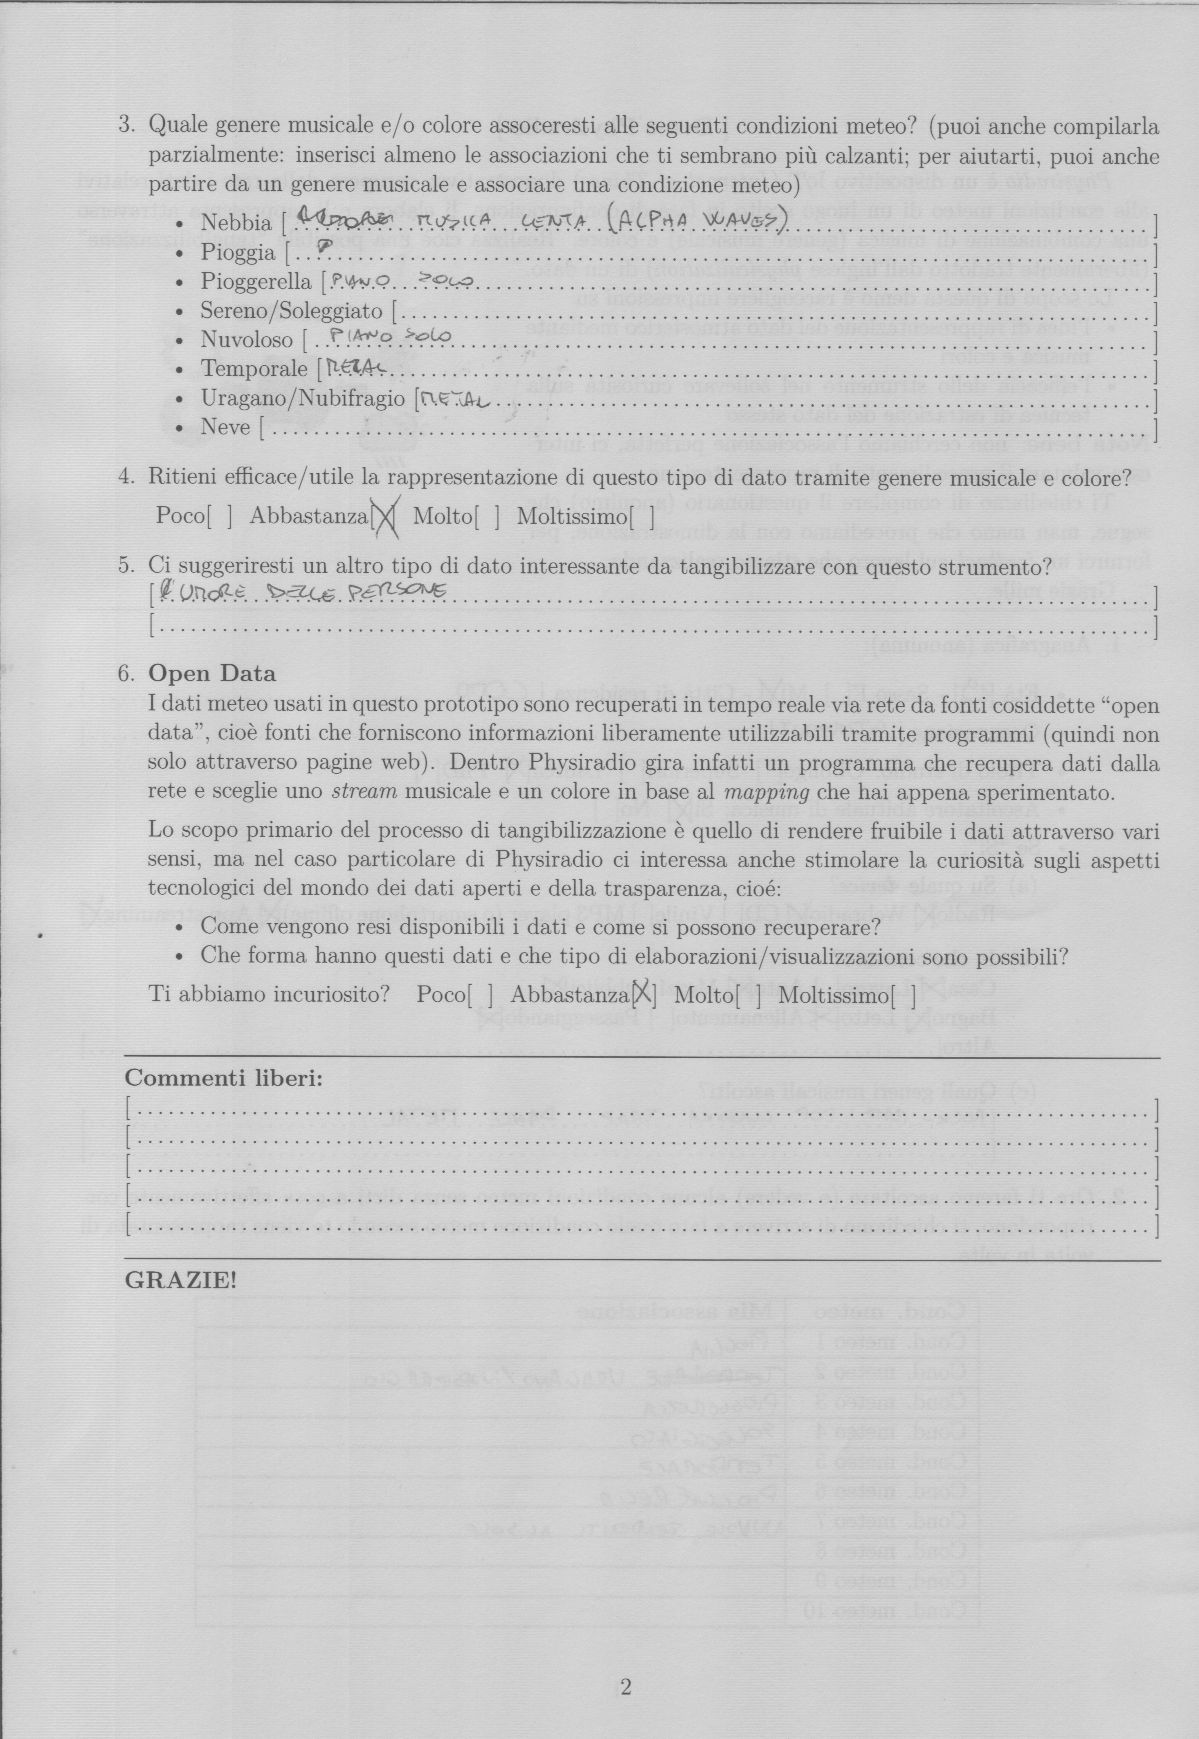 3. Quale genere musicale e/o colore assoceresti alle seguenti condizioni meteo? (puoi anche compilarla
parzialmente: inserisci almeno le associazioni che ti sembrano più calzanti; per aiutarti, puoi anche
partire da un genere musicale e associare una condizione meteo)
• Nebbia [ MUSICA LENTA (ALPHA WAVES) ]
• Pioggia [ ]
• Pioggerella [ PIANO SOLO ]
• Sereno/Soleggiato [ ]
• Nuvoloso [ PIANO SOLO ]
• Temporale [ METAL ]
• Uragano/Nubifragio [ METAL ]
• Neve [ ]
4. Ritieni efficace/utile la rappresentazione di questo tipo di dato tramite genere musicale e colore?
Poco[ ] Abbastanza[X] Molto[ ] Moltissimo[ ]
5. Ci suggeriresti un altro tipo di dato interessante da tangibilizzare con questo strumento?
[ UMORE DELLE PERSONE ]
[ ]
6. Open Data
I dati meteo usati in questo prototipo sono recuperati in tempo reale via rete da fonti cosiddette “open
data”, cioè fonti che forniscono informazioni liberamente utilizzabili tramite programmi (quindi non
solo attraverso pagine web). Dentro Physiradio gira infatti un programma che recupera dati dalla
rete e sceglie uno stream musicale e un colore in base al mapping che hai appena sperimentato.
Lo scopo primario del processo di tangibilizzazione è quello di rendere fruibile i dati attraverso vari
sensi, ma nel caso particolare di Physiradio ci interessa anche stimolare la curiosità sugli aspetti
tecnologici del mondo dei dati aperti e della trasparenza, cioé:
• Come vengono resi disponibili i dati e come si possono recuperare?
• Che forma hanno questi dati e che tipo di elaborazioni/visualizzazioni sono possibili?
Ti abbiamo incuriosito? Poco[ ] Abbastanza[X] Molto[ ] Moltissimo[ ]
Commenti liberi:
[ ]
[ ]
[ ]
[ ]
[ ]
GRAZIE!
2